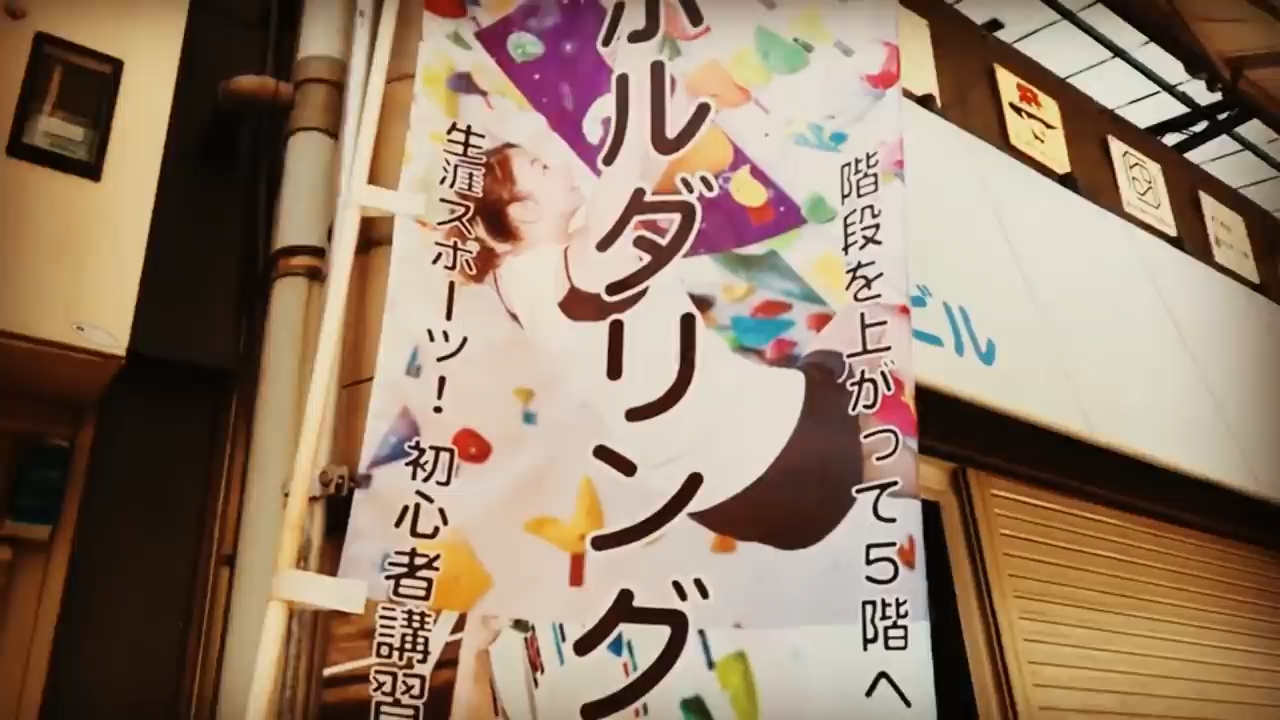 階段を上がって5階へ
ボルダリング
生涯スポーツ! 初心者講習
ビル